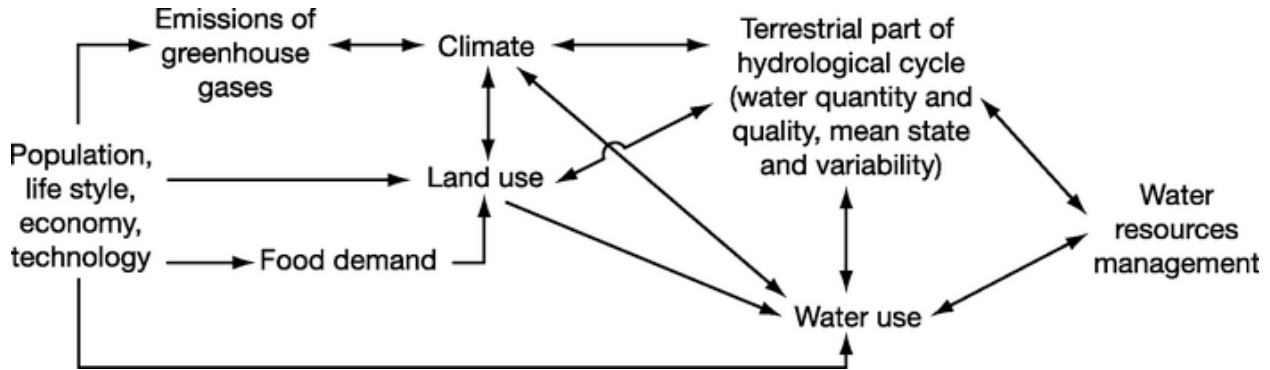 Emissions of
greenhouse
gases
Climate
Terrestrial part of
hydrological cycle
(water quantity and
quality, mean state
and variability)
Population,
life style,
economy,
technology
Land use
Food demand
Water
resources
management
Water use